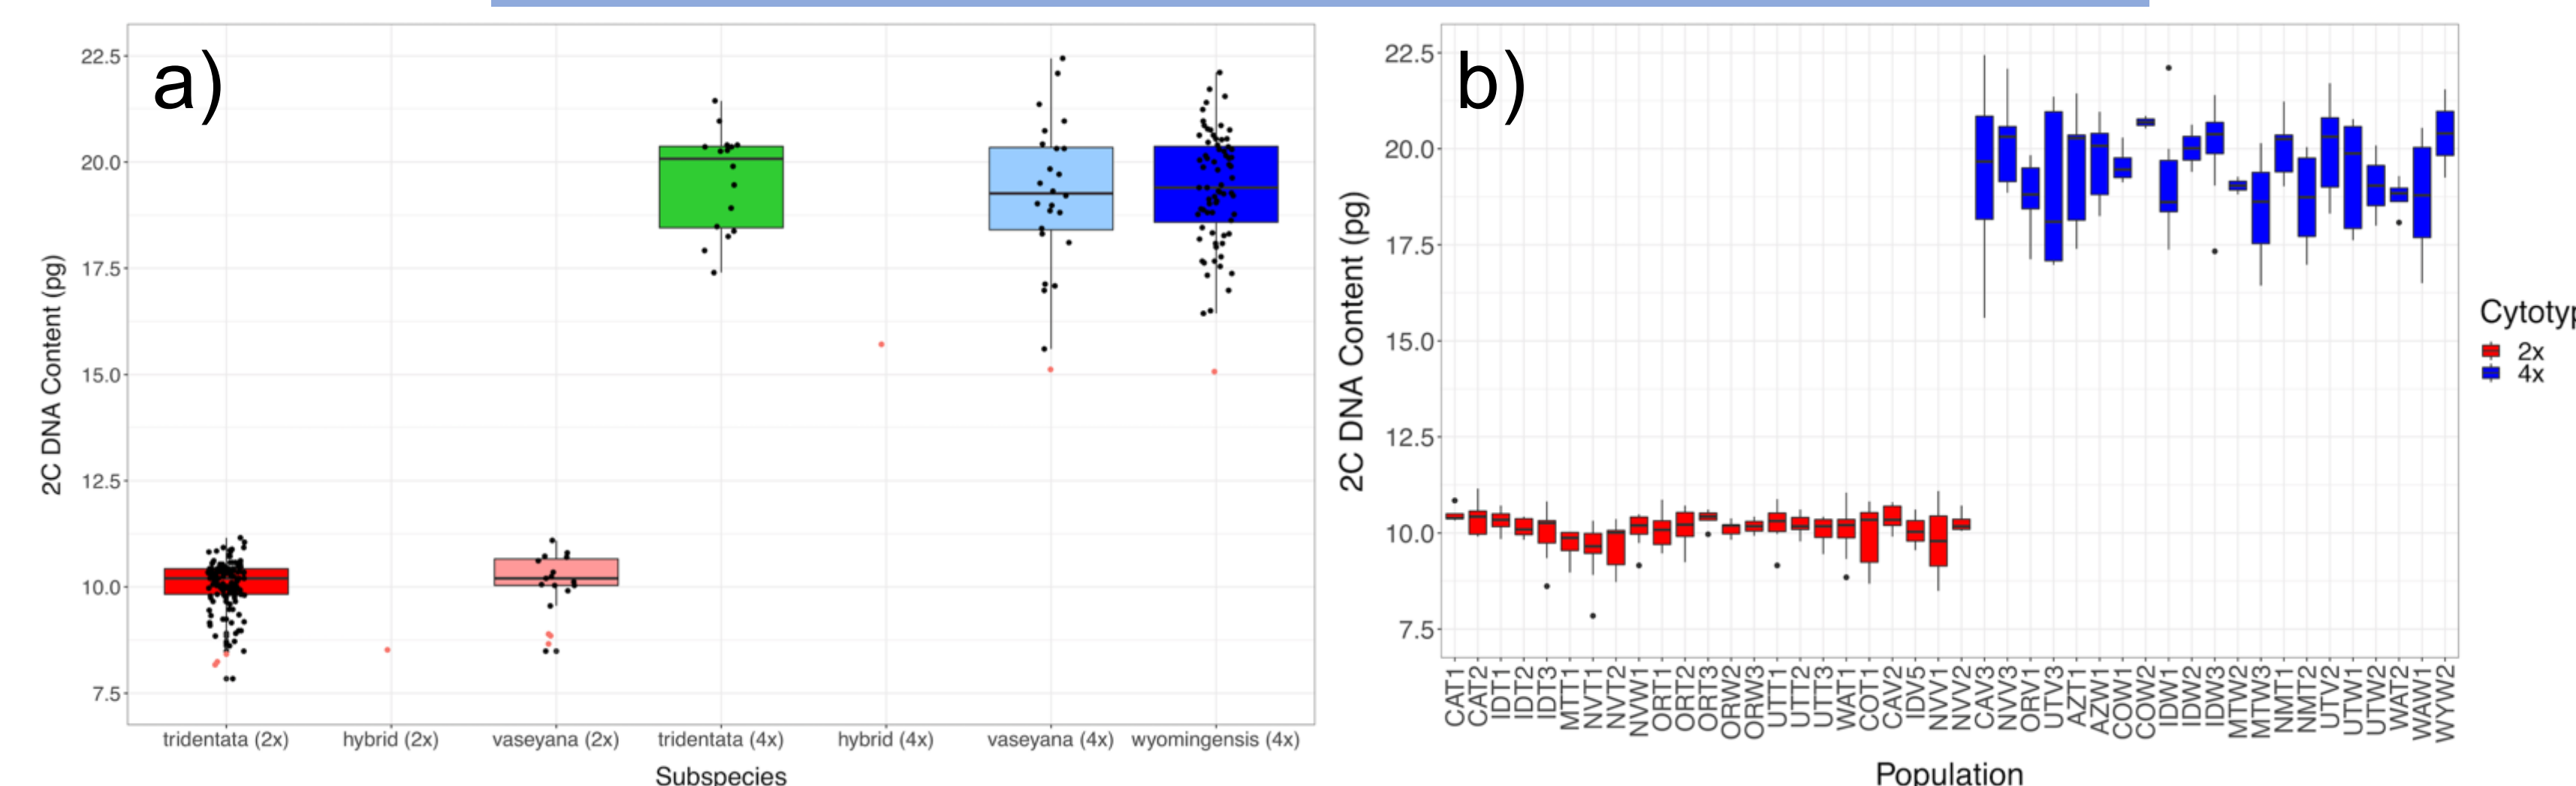 a)
22.5
20.0
17.5
15.0
12.5
10.0
7.5
2C DNA Content (pg)
tridentata (2x)
hybrid (2x)
vaseyana (2x)
tridentata (4x)
hybrid (4x)
vaseyana (4x)
wyomingensis (4x)
Subspecies
b)
22.5
20.0
17.5
15.0
12.5
10.0
7.5
2C DNA Content (pg)
CAT1
CAT2
IDT1
IDT2
IDT3
MTT1
NVT1
NVT2
NVW1
ORT1
ORT2
ORT3
ORW2
ORW3
UTT1
UTT2
UTT3
WAT1
COT1
CAV2
IDV5
NVV1
NVV2
CAV3
NVV3
ORV1
UTV3
AZT1
AZW1
COW1
COW2
IDW1
IDW2
IDW3
MTW2
MTW3
NMT1
NMT2
UTV2
UTW1
UTW2
WAT2
WAW1
WYW2
Population
Cytotyp
2x
4x